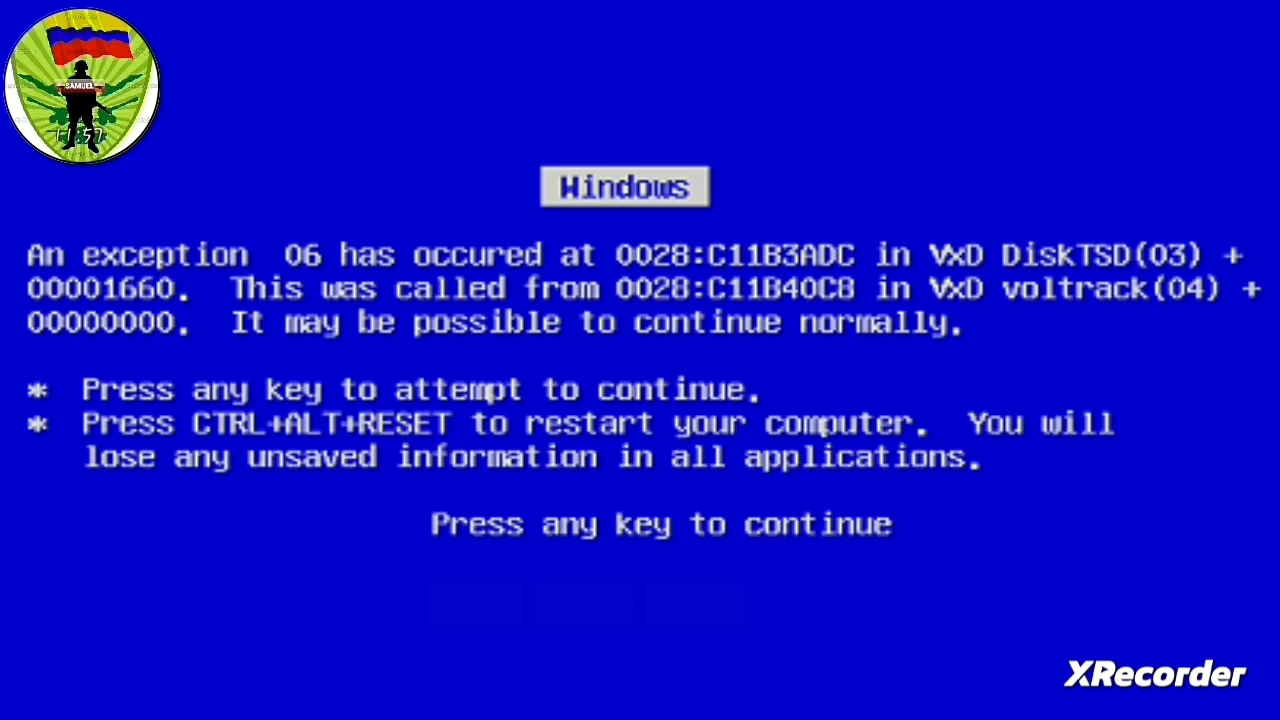 SAMUEL
11:57
Windows
An exception 06 has occured at 0028:C11B3ADC in VxD DiskTSD(03) +
00001660. This was called from 0028:C11B40C8 in VxD voltrack(04) +
00000000. It may be possible to continue normally.
* Press any key to attempt to continue.
* Press CTRL+ALT+RESET to restart your computer. You will
lose any unsaved information in all applications.
Press any key to continue
XRecorder